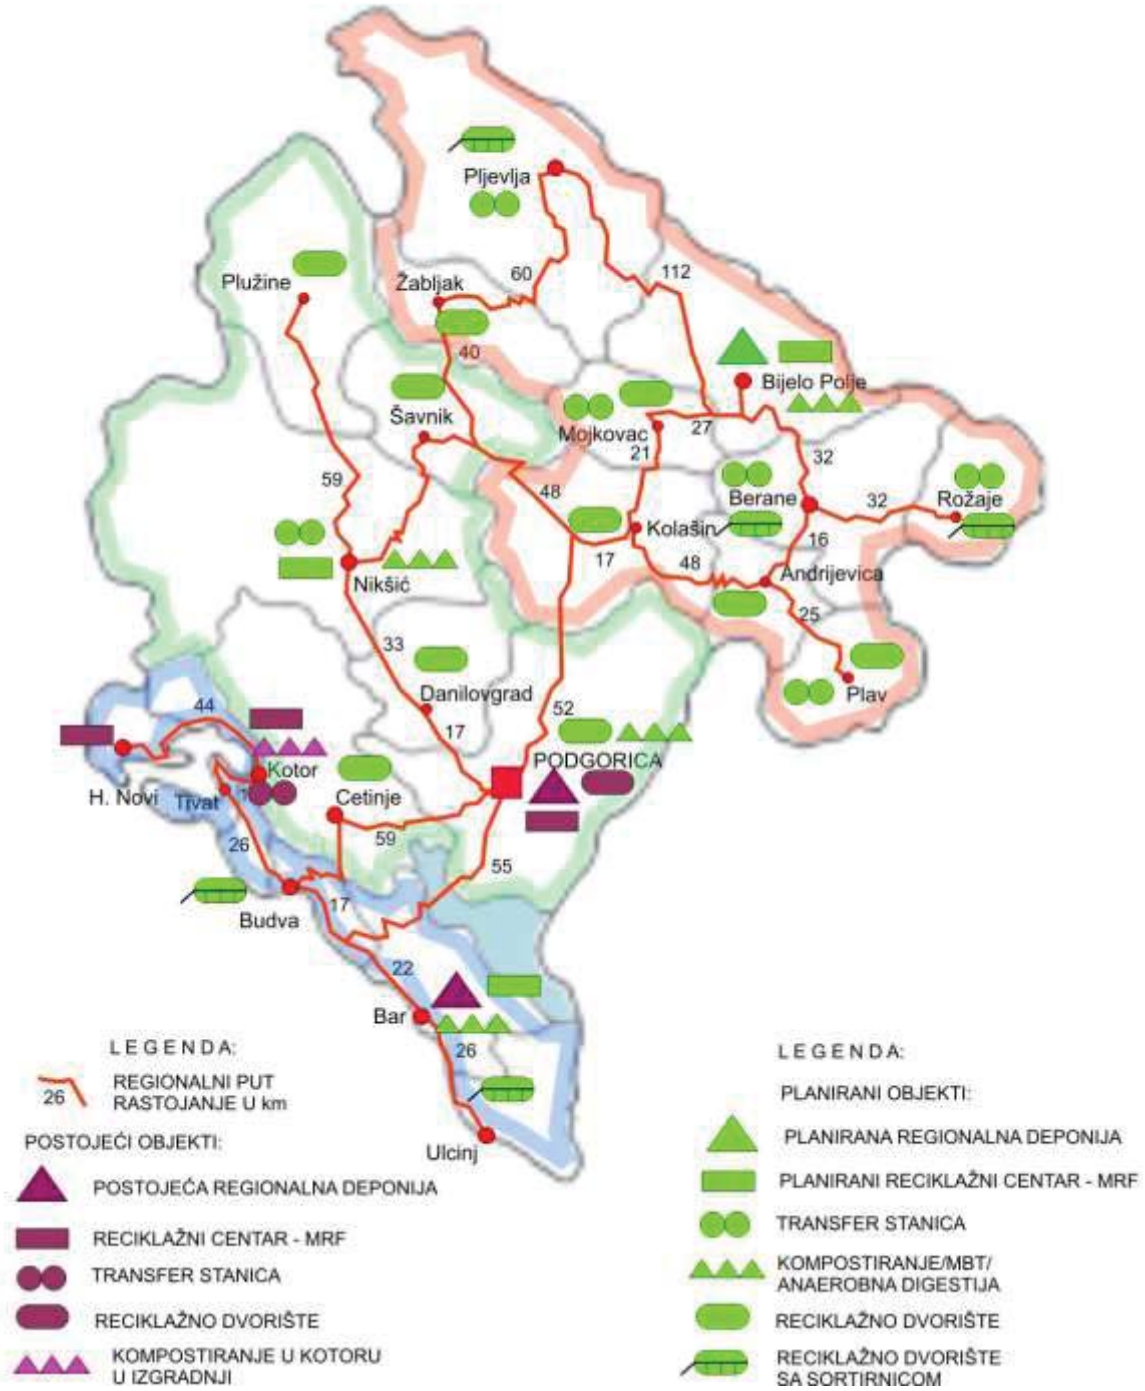 Pljevlja
60
112
Plužine
Žabljak
40
Bijelo Polje
Šavnik
Mojkovac
27
21
32
59
48
Berane
32
Rožaje
Kolašin
16
17
48
Andrijevica
Nikšić
25
33
Danilovgrad
Plav
44
17
52
PODGORICA
Kotor
H. Novi
Tivat
Cetinje
59
26
55
17
Budva
22
Bar
26
Ulcinj
L E G E N D A:
26
REGIONALNI PUT
RASTOJANJE U km
POSTOJEĆI OBJEKTI:
POSTOJEĆA REGIONALNA DEPONIJA
RECIKLAŽNI CENTAR - MRF
TRANSFER STANICA
RECIKLAŽNO DVORIŠTE
KOMPOSTIRANJE U KOTORU
U IZGRADNJI
L E G E N D A:
PLANIRANI OBJEKTI:
PLANIRANA REGIONALNA DEPONIJA
PLANIRANI RECIKLAŽNI CENTAR - MRF
TRANSFER STANICA
KOMPOSTIRANJE/MBT/
ANAEROBNA DIGESTIJA
RECIKLAŽNO DVORIŠTE
RECIKLAŽNO DVORIŠTE
SA SORTIRNICOM